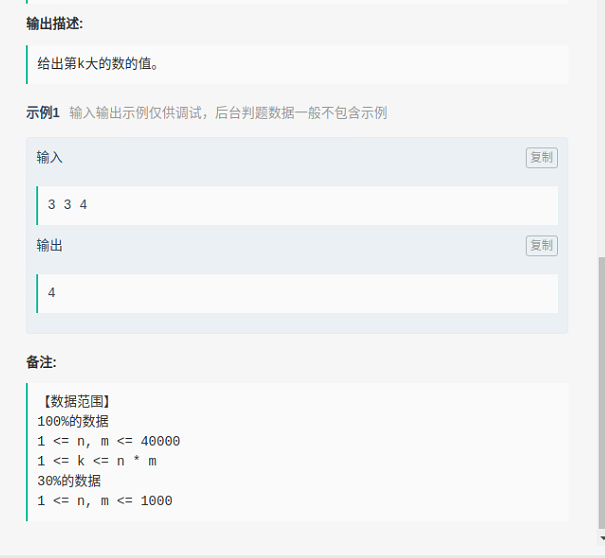 输出描述:
给出第k大的数的值。
示例1 输入输出示例仅供调试，后台判题数据一般不包含示例
输入
复制
3 3 4
输出
复制
4
备注:
【数据范围】
100%的数据
1 <= n, m <= 40000
1 <= k <= n * m
30%的数据
1 <= n, m <= 1000